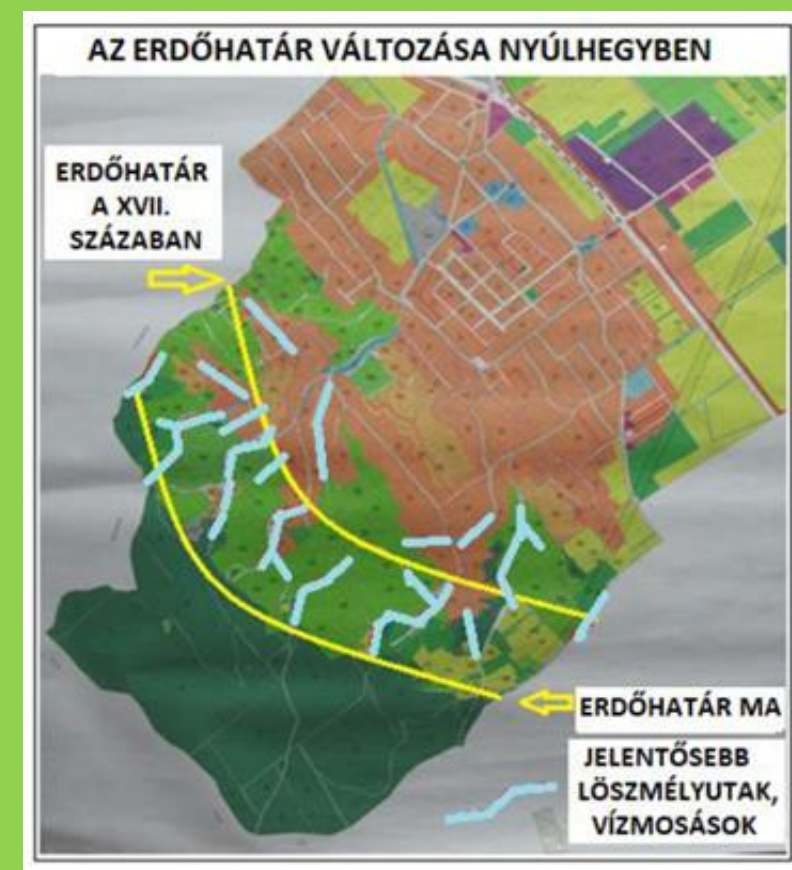 AZ ERDŐHATÁR VÁLTOZÁSA NYÚLHEGYBEN
ERDŐHATÁR
A XVII.
SZÁZABAN
ERDŐHATÁR MA
JELENTŐSEBB
LÖSZMÉLYUTAK,
VÍZMOSÁSOK